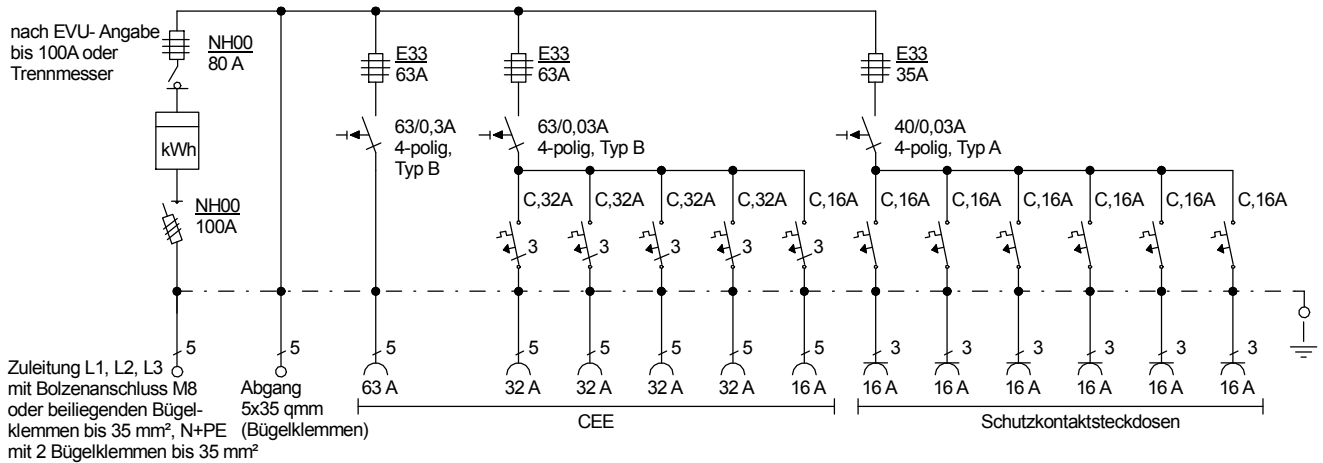 nach EVU- Angabe
bis 100A oder
Trennmesser
NH00
80 A
kWh
NH00
100A
E33
63A
63/0,3A
4-polig,
Typ B
E33
63A
63/0,03A
4-polig, Typ B
E33
35A
40/0,03A
4-polig, Typ A
C,32A C,32A C,32A C,32A C,16A C,16A C,16A C,16A C,16A C,16A C,16A
3 3 3 3 3
5 5 5 5 5 5 5 5 3 3 3 3 3 3
63 A 32 A 32 A 32 A 32 A 16 A 16 A 16 A 16 A 16 A 16 A 16 A
Zuleitung L1, L2, L3
mit Bolzenanschluss M8
oder beiliegenden Bügel-
klemmen bis 35 mm², N+PE
mit 2 Bügelklemmen bis 35 mm²
Abgang
5x35 qmm
(Bügelklemmen)
CEE
Schutzkontaktsteckdosen